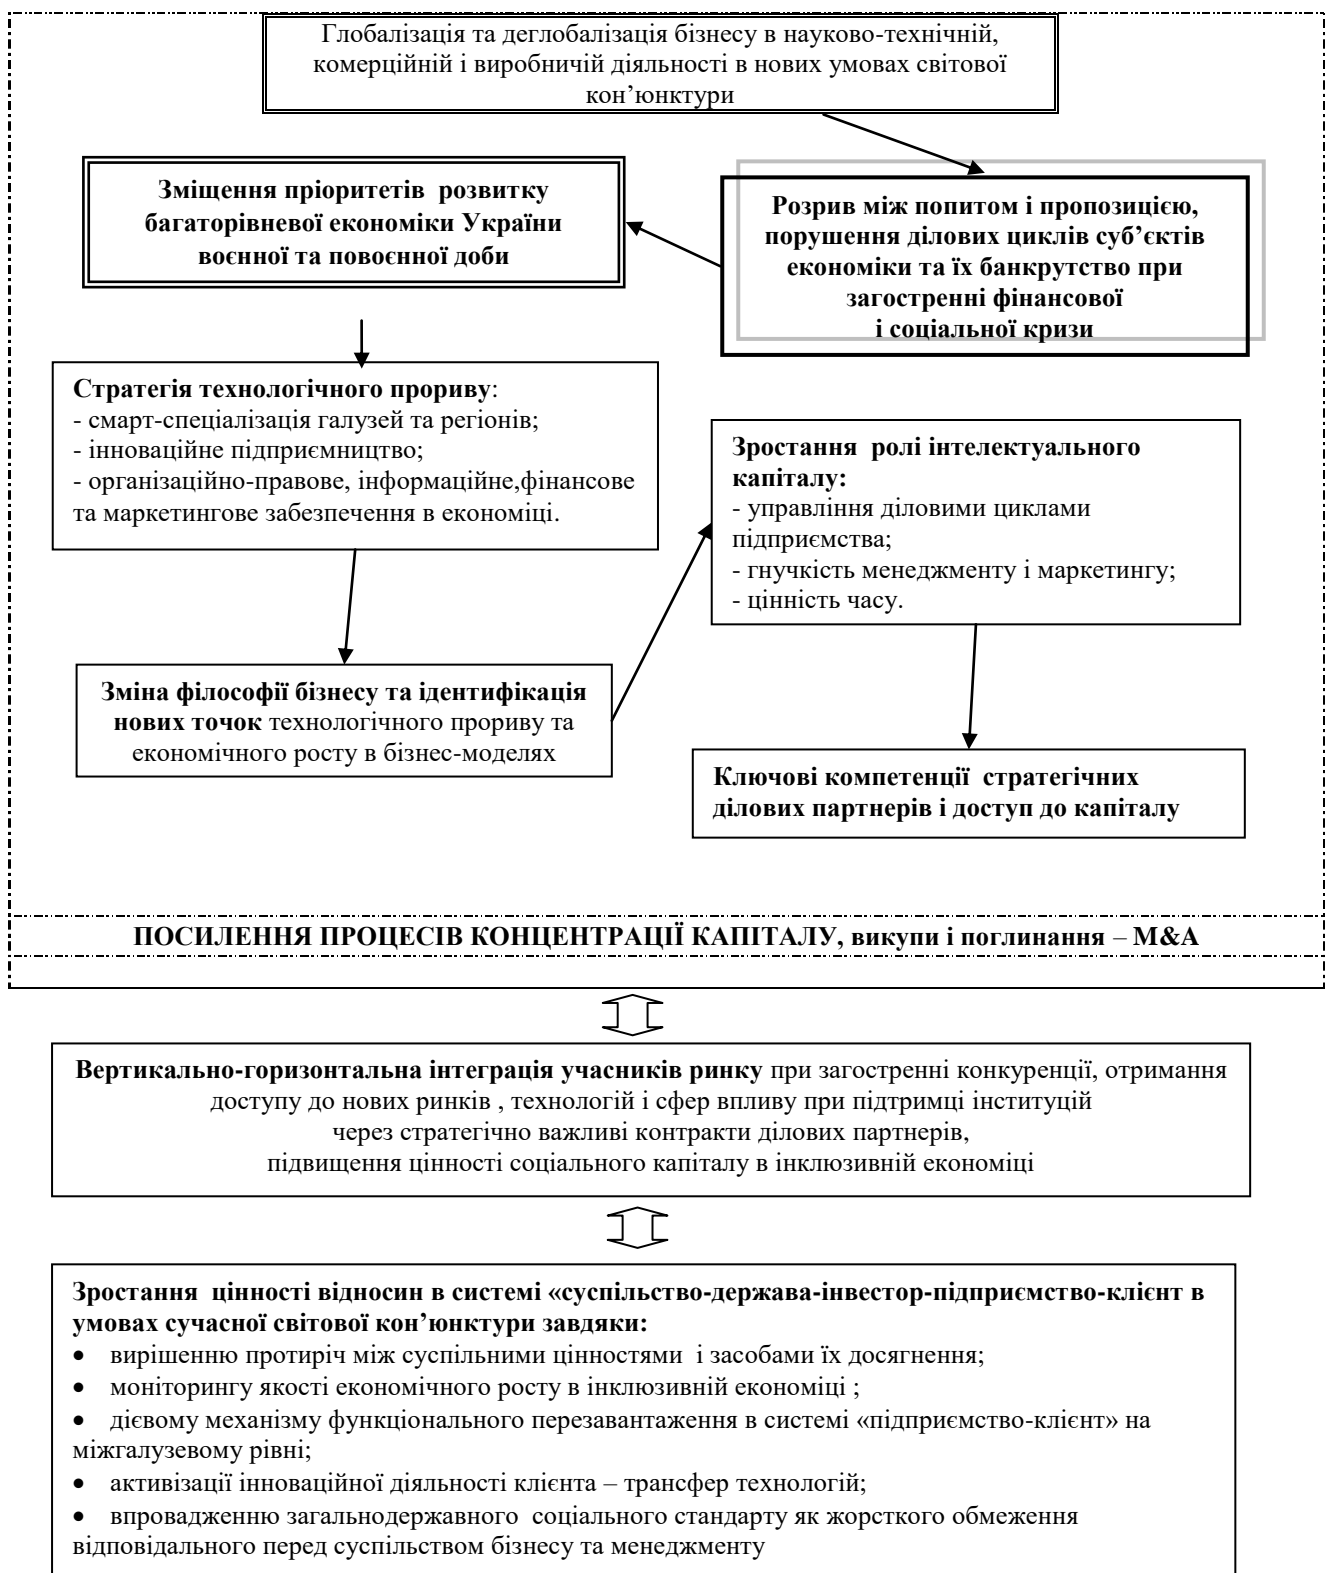 Глобалізація та деглобалізація бізнесу в науково-технічній,
комерційній і виробничій діяльності в нових умовах світової
кон’юнктури
Зміщення пріоритетів розвитку
багаторівневої економіки України
воєнної та повоєнної доби
Розрив між попитом і пропозицією,
порушення ділових циклів суб’єктів
економіки та їх банкрутство при
загостренні фінансової
і соціальної кризи
Стратегія технологічного прориву:
- смарт-спеціалізація галузей та регіонів;
- інноваційне підприємництво;
- організаційно-правове, інформаційне,фінансове
та маркетингове забезпечення в економіці.
Зростання ролі інтелектуального
капіталу:
- управління діловими циклами
підприємства;
- гнучкість менеджменту і маркетингу;
- цінність часу.
Зміна філософії бізнесу та ідентифікація
нових точок технологічного прориву та
економічного росту в бізнес-моделях
Ключові компетенції стратегічних
ділових партнерів і доступ до капіталу
ПОСИЛЕННЯ ПРОЦЕСІВ КОНЦЕНТРАЦІЇ КАПІТАЛУ, викупи і поглинання – M&A
Вертикально-горизонтальна інтеграція учасників ринку при загостренні конкуренції, отримання
доступу до нових ринків , технологій і сфер впливу при підтримці інституцій
через стратегічно важливі контракти ділових партнерів,
підвищення цінності соціального капіталу в інклюзивній економіці
Зростання цінності відносин в системі «суспільство-держава-інвестор-підприємство-клієнт в
умовах сучасної світової кон’юнктури завдяки:
• вирішенню протиріч між суспільними цінностями і засобами їх досягнення;
• моніторингу якості економічного росту в інклюзивній економіці ;
• дієвому механізму функціонального перезавантаження в системі «підприємство-клієнт» на
міжгалузевому рівні;
• активізації інноваційної діяльності клієнта – трансфер технологій;
• впровадженню загальнодержавного соціального стандарту як жорсткого обмеження
відповідального перед суспільством бізнесу та менеджменту